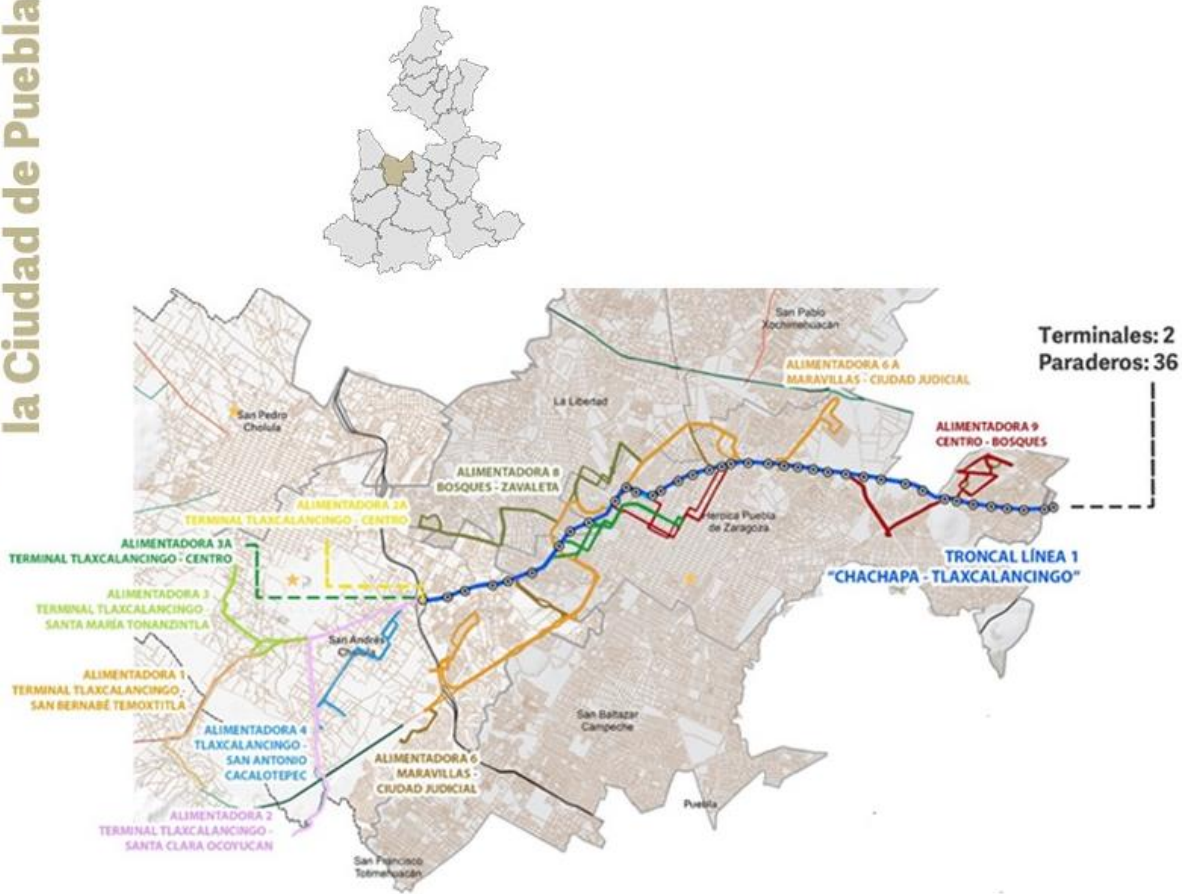 la Ciudad de Puebla
Terminales: 2
Paraderos: 36
San Pablo
Xochimehuacán
ALIMENTADORA 6 A
MARAVILLAS - CIUDAD JUDICIAL
La Libertad
San Pedro
Cholula
ALIMENTADORA 9
CENTRO - BOSQUES
ALIMENTADORA 8
BOSQUES - ZAVALETA
ALIMENTADORA 2A
TERMINAL TLAXCALANCINGO - CENTRO
Heroica Puebla
de Zaragoza
ALIMENTADORA 3A
TERMINAL TLAXCALANCINGO - CENTRO
TRONCAL LÍNEA 1
"CHACHAPA - TLAXCALANCINGO"
ALIMENTADORA 3
TERMINAL TLAXCALANCINGO -
SANTA MARÍA TONANZINTLA
San Andrés
Cholula
ALIMENTADORA 1
TERMINAL TLAXCALANCINGO -
SAN BERNABÉ TEMOXTITLA
San Baltazar
Campeche
ALIMENTADORA 4
TLAXCALANCINGO -
SAN ANTONIO
CACALOTEPEC
ALIMENTADORA 6
MARAVILLAS -
CIUDAD JUDICIAL
Puebla
ALIMENTADORA 2
TERMINAL TLAXCALANCINGO -
SANTA CLARA OCOYUCAN
San Francisco
Totimehuacán